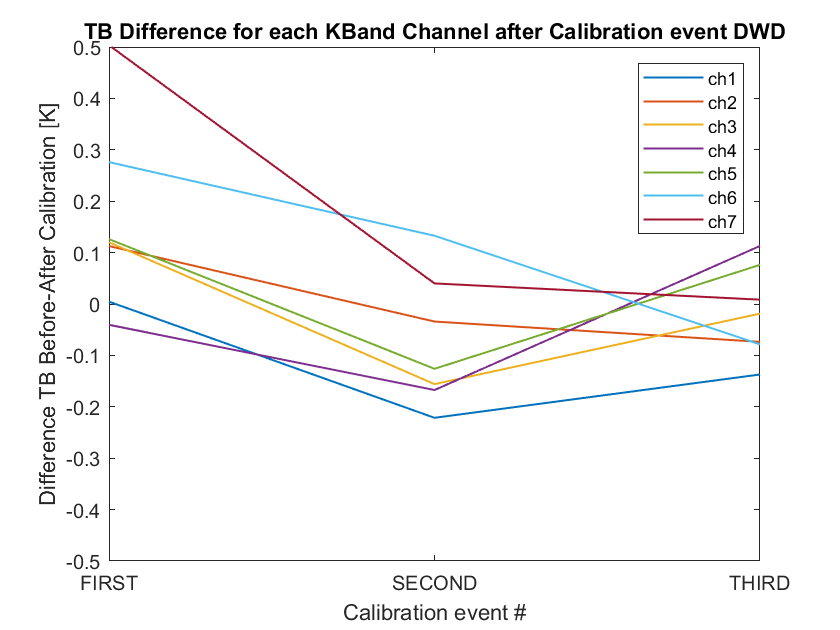 TB Difference for each KBand Channel after Calibration event DWD
Difference TB Before-After Calibration [K]
0.5
0.4
0.3
0.2
0.1
0
-0.1
-0.2
-0.3
-0.4
-0.5
ch1
ch2
ch3
ch4
ch5
ch6
ch7
FIRST SECOND THIRD
Calibration event #